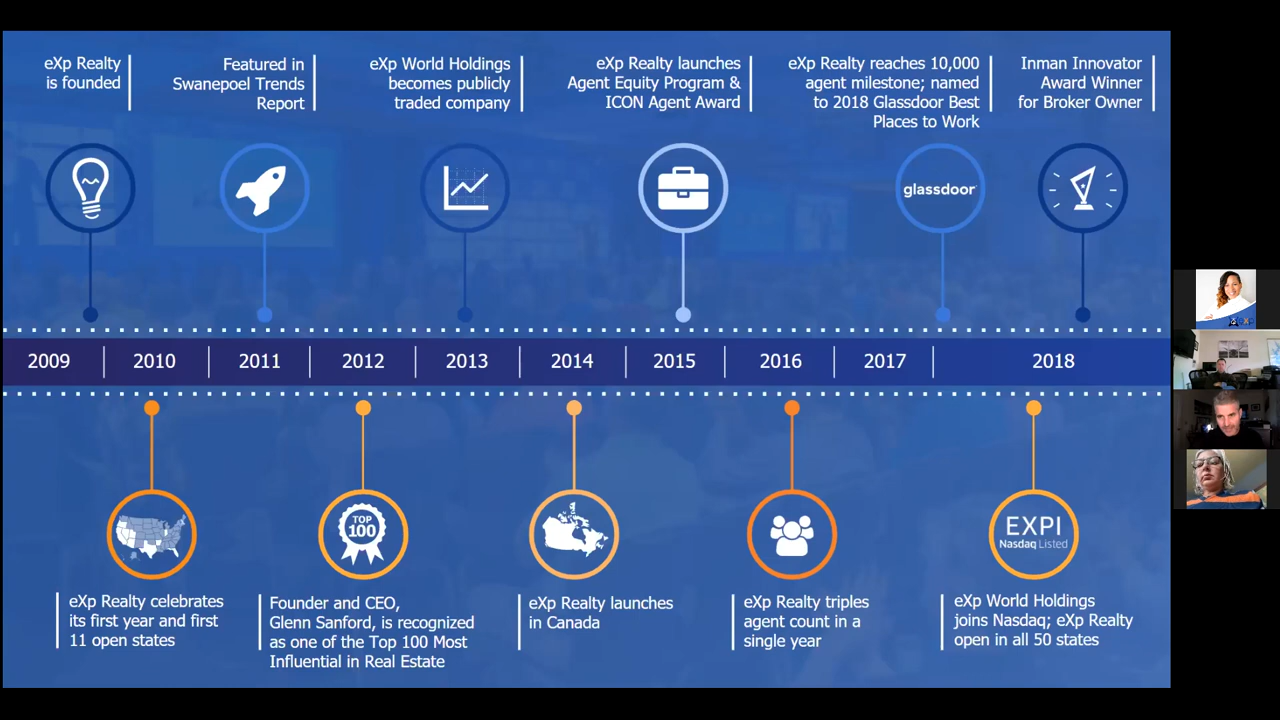 eXp Realty
is founded
Featured in
Swanepoel Trends
Report
eXp World Holdings
becomes publicly
traded company
eXp Realty launches
Agent Equity Program &
ICON Agent Award
eXp Realty reaches 10,000
agent milestone; named
to 2018 Glassdoor Best
Places to Work
Inman Innovator
Award Winner
for Broker Owner
glassdoor
2009
2010
2011
2012
2013
2014
2015
2016
2017
2018
TOP
100
EXPI
Nasdaq Listed
eXp Realty celebrates
its first year and first
11 open states
Founder and CEO,
Glenn Sanford, is recognized
as one of the Top 100 Most
Influential in Real Estate
eXp Realty launches
in Canada
eXp Realty triples
agent count in a
single year
eXp World Holdings
joins Nasdaq; eXp Realty
open in all 50 states